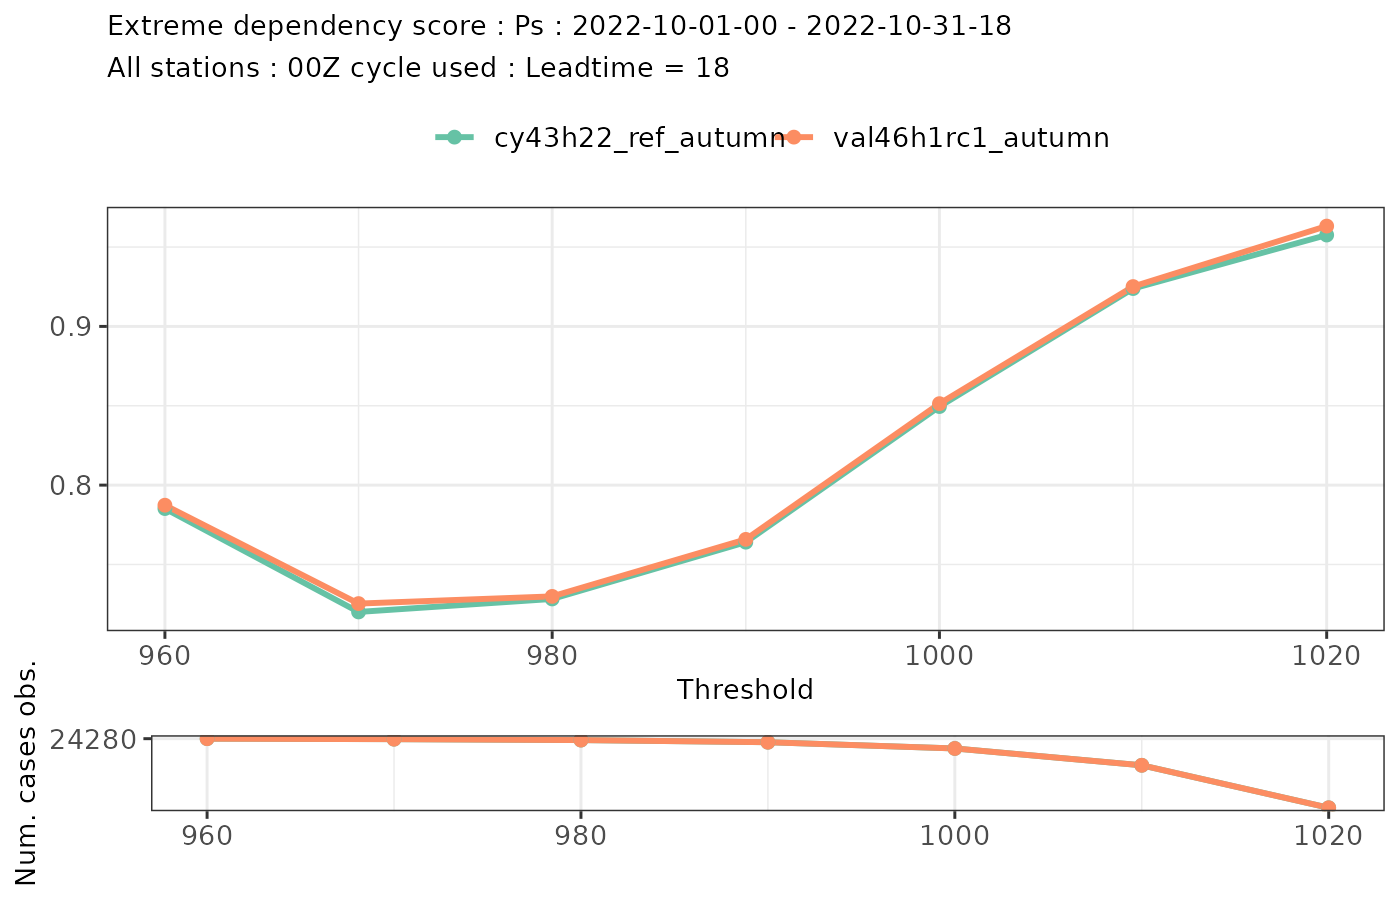 Extreme dependency score : Ps : 2022-10-01-00 - 2022-10-31-18
All stations : 00Z cycle used : Leadtime = 18
cy43h22_ref_autumn val46h1rc1_autumn
0.9
0.8
960 980 1000 1020
Threshold
Num. cases obs.
24280
960 980 1000 1020